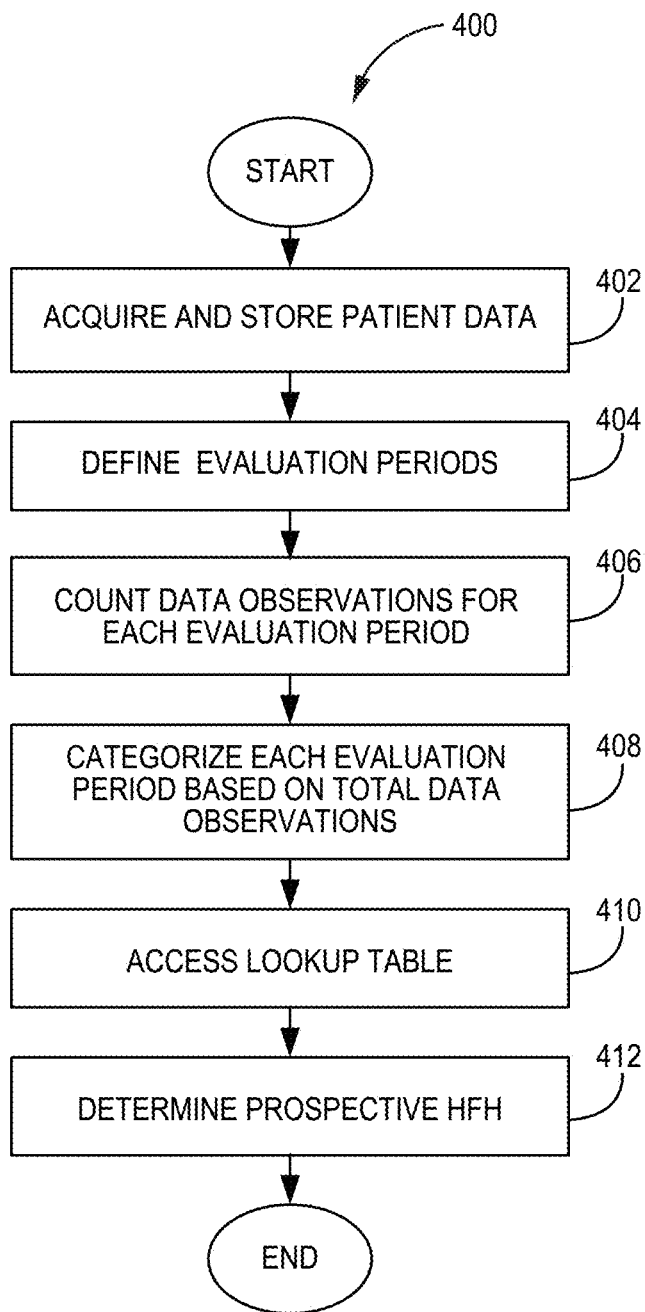 400
START
402
ACQUIRE AND STORE PATIENT DATA
404
DEFINE EVALUATION PERIODS
406
COUNT DATA OBSERVATIONS FOR
EACH EVALUATION PERIOD
408
CATEGORIZE EACH EVALUATION
PERIOD BASED ON TOTAL DATA
OBSERVATIONS
410
ACCESS LOOKUP TABLE
412
DETERMINE PROSPECTIVE HFH
END